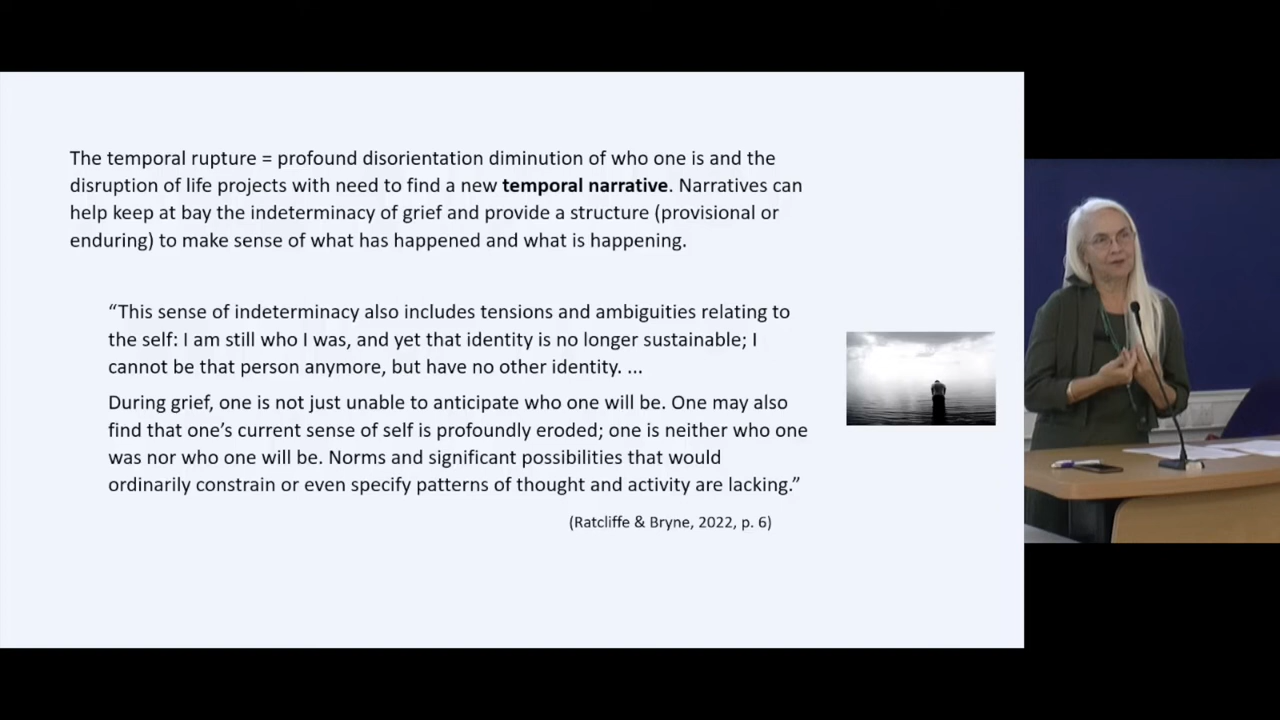 The temporal rupture = profound disorientation diminution of who one is and the
disruption of life projects with need to find a new temporal narrative. Narratives can
help keep at bay the indeterminacy of grief and provide a structure (provisional or
enduring) to make sense of what has happened and what is happening.
“This sense of indeterminacy also includes tensions and ambiguities relating to
the self: I am still who I was, and yet that identity is no longer sustainable; I
cannot be that person anymore, but have no other identity. ...
During grief, one is not just unable to anticipate who one will be. One may also
find that one’s current sense of self is profoundly eroded; one is neither who one
was nor who one will be. Norms and significant possibilities that would
ordinarily constrain or even specify patterns of thought and activity are lacking.”
(Ratcliffe & Bryne, 2022, p. 6)